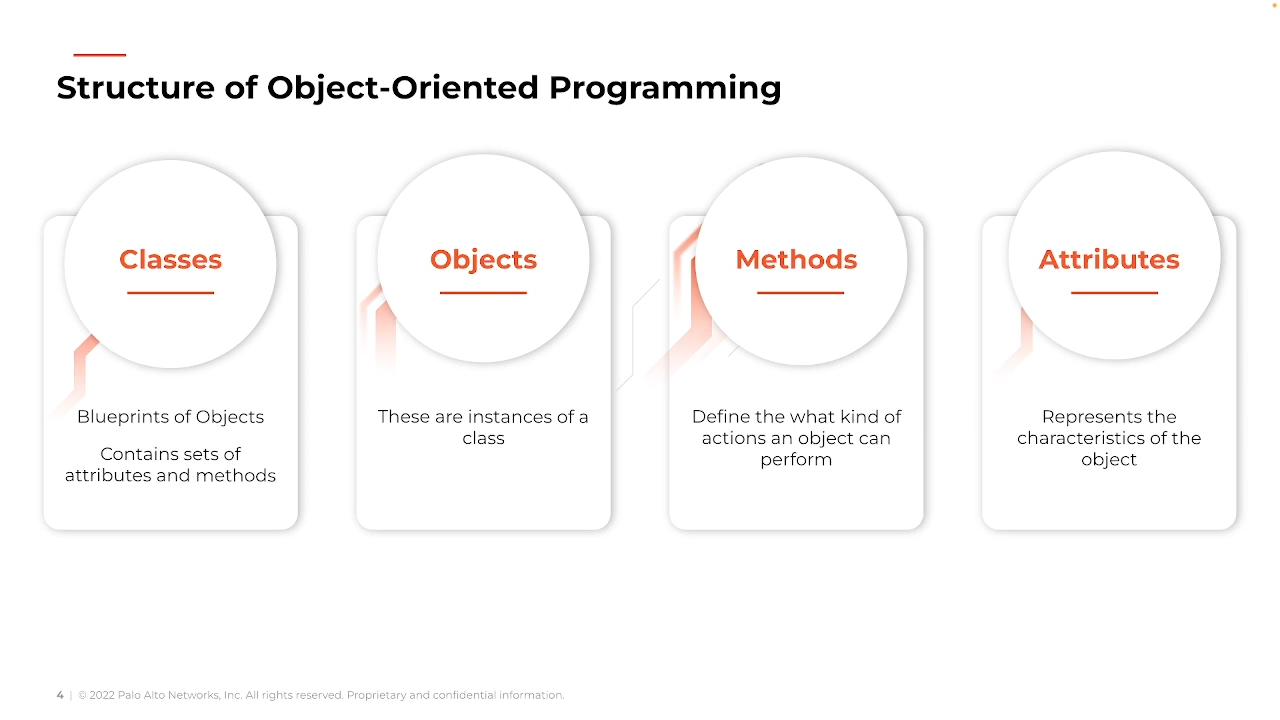 Structure of Object-Oriented Programming
Classes
Blueprints of Objects
Contains sets of
attributes and methods
Objects
These are instances of a
class
Methods
Define the what kind of
actions an object can
perform
Attributes
Represents the
characteristics of the
object
4 | © 2022 Palo Alto Networks, Inc. All rights reserved. Proprietary and confidential information.